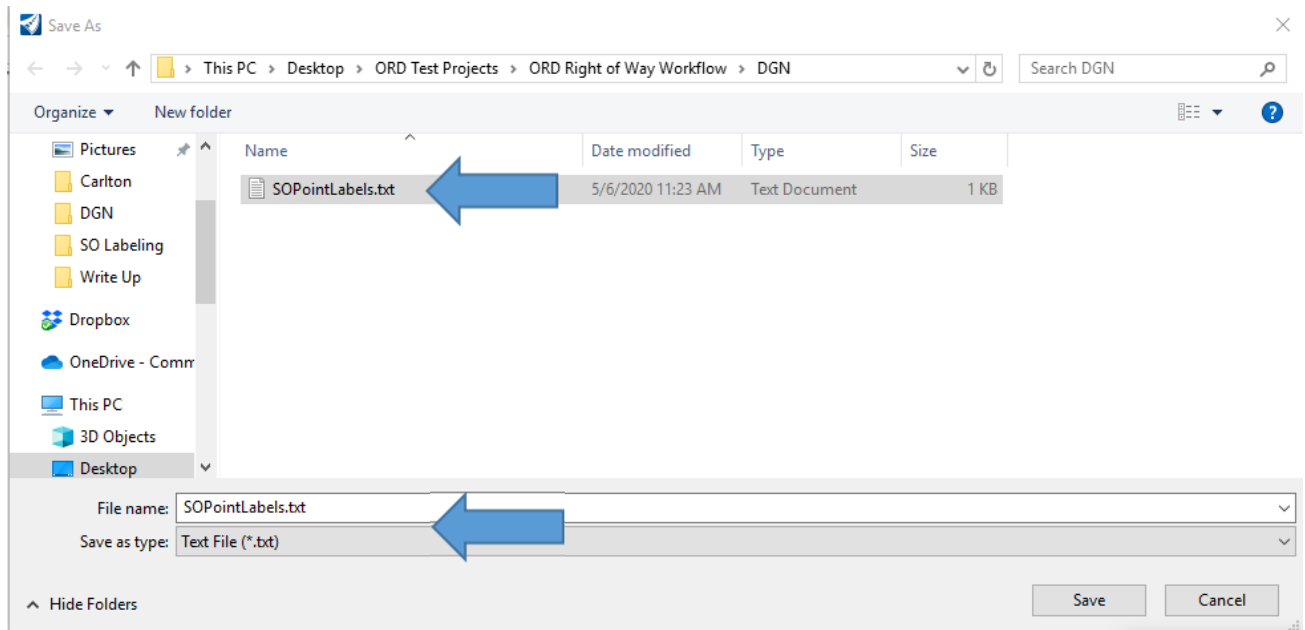 Save As
This PC > Desktop > ORD Test Projects > ORD Right of Way Workflow > DGN
Search DGN
Organize
New folder
?
Pictures
Name
Date modified
Type
Size
Carlton
SOPointLabels.txt
5/6/2020 11:23 AM
Text Document
1 KB
DGN
SO Labeling
Write Up
Dropbox
OneDrive - Comm
This PC
3D Objects
Desktop
File name: SOPointLabels.txt
Save as type: Text File (*.txt)
Hide Folders
Save
Cancel